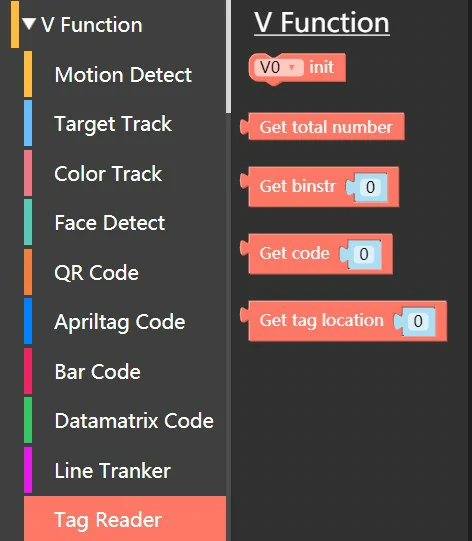 V Function
Motion Detect
Target Track
Color Track
Face Detect
QR Code
Apriltag Code
Bar Code
Datamatrix Code
Line Tranker
Tag Reader
V Function
V0 init
Get total number
Get binstr 0
Get code 0
Get tag location 0